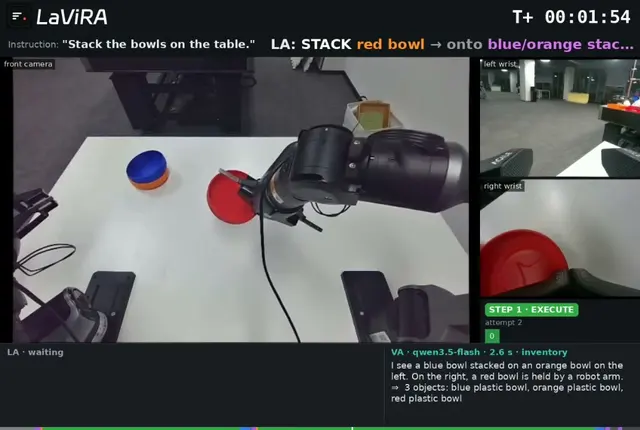 LaViRA
T+ 00:01:54
Instruction: "Stack the bowls on the table." LA: STACK red bowl → onto blue/orange stac...
front camera
left wrist
right wrist
STEP 1 · EXECUTE
attempt 2
0
LA · waiting
VA · qwen3.5-flash · 2.6 s · inventory
I see a blue bowl stacked on an orange bowl on the
left. On the right, a red bowl is held by a robot arm.
⇒ 3 objects: blue plastic bowl, orange plastic bowl,
red plastic bowl